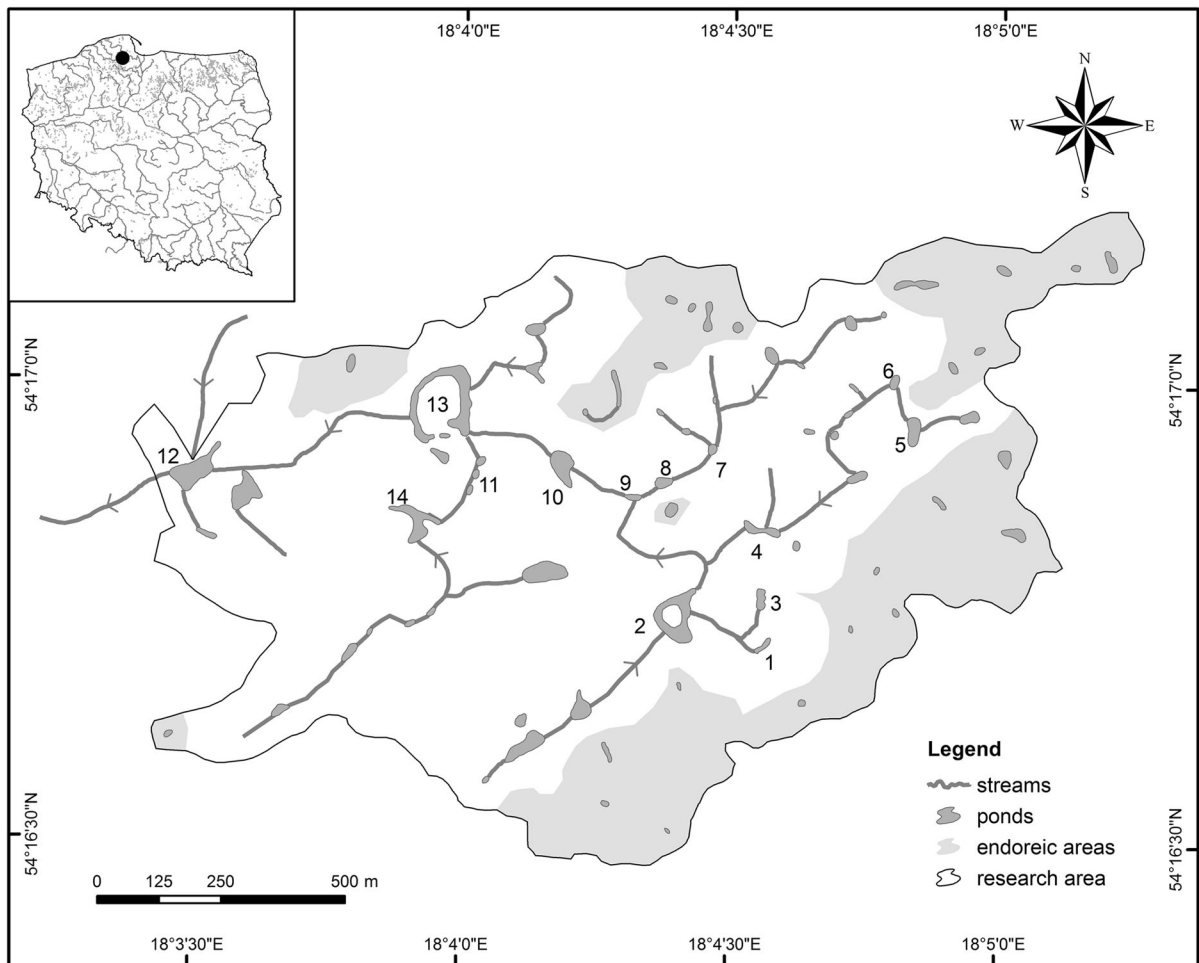 18°4'0"E
18°4'30"E
18°5'0"E
N
W
E
S
54°17'0"N
54°17'0"N
6
13
5
12
7
8
9
11
10
14
4
3
2
1
Legend
streams
ponds
endoreic areas
research area
54°16'30"N
54°16'30"N
0
125
250
500 m
18°3'30"E
18°4'0"E
18°4'30"E
18°5'0"E